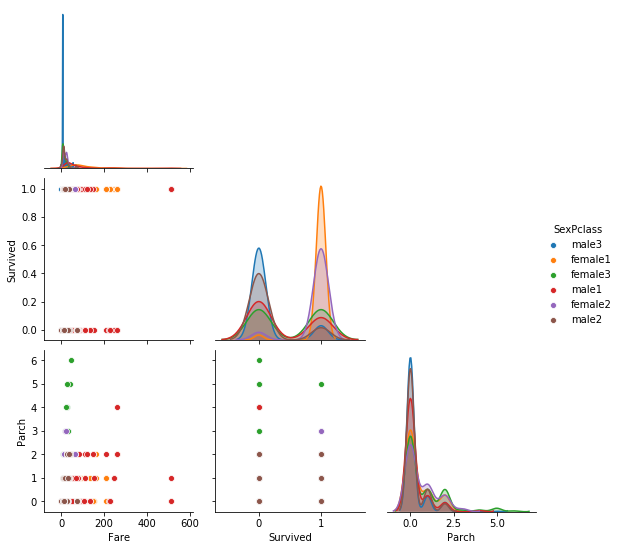 1.0
0.8
0.6
0.4
0.2
0.0
Survived
SexPclass
male3
female1
female3
male1
female2
male2
6
5
4
3
2
1
0
Parch
0 200 400 600
0 1
0.0 2.5 5.0
Fare Survived Parch